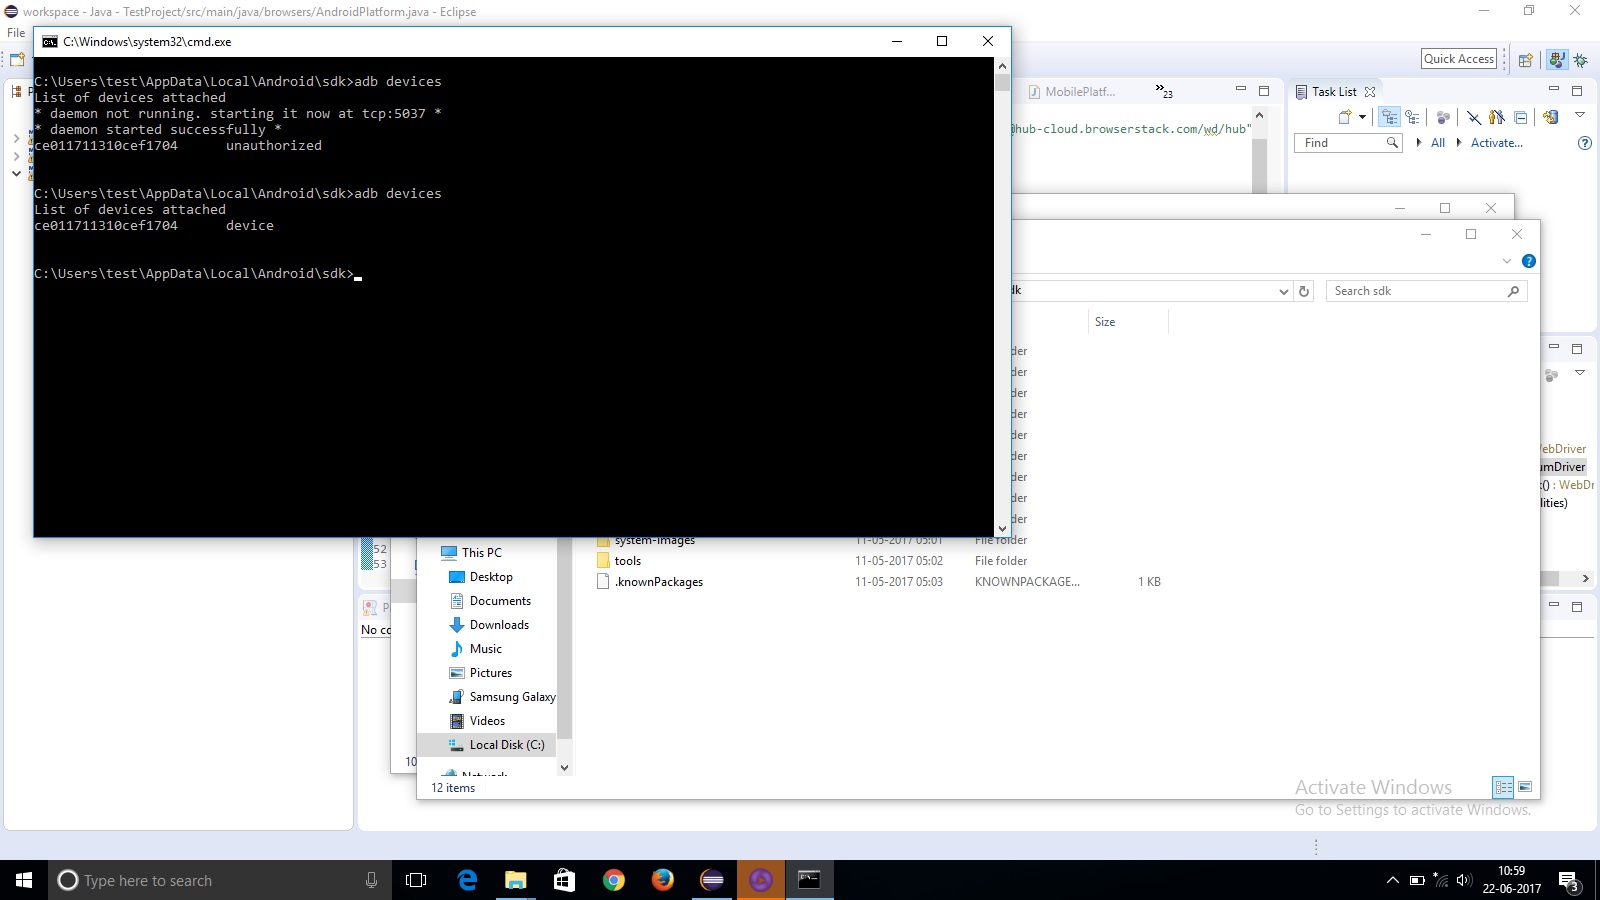 workspace - Java - TestProject/src/main/java/browsers/AndroidPlatform.java - Eclipse
File
C:\Windows\system32\cmd.exe
C:\Users\test\AppData\Local\Android\sdk>adb devices
List of devices attached
* daemon not running. starting it now at tcp:5037 *
* daemon started successfully *
ce011711310cef1704 unauthorized
C:\Users\test\AppData\Local\Android\sdk>adb devices
List of devices attached
ce011711310cef1704 device
C:\Users\test\AppData\Local\Android\sdk>
Quick Access
MobilePlatf...
23
Task List
@hub-cloud.browserstack.com/wd/hub"
Find
All
Activate...
dk
Search sdk
Size
der
der
der
der
der
der
der
der
der
system-images 11-05-2017 05:01 File folder
tools 11-05-2017 05:02 File folder
.knownPackages 11-05-2017 05:03 KNOWNPACKAGE... 1 KB
52
53
This PC
Desktop
Documents
Downloads
Music
Pictures
Samsung Galaxy
Videos
Local Disk (C:)
Network
12 items
10
P
No co
ebDriver
umDriver
() : WebDr
lities)
Activate Windows
Go to Settings to activate Windows.
Type here to search
10:59
22-06-2017
3